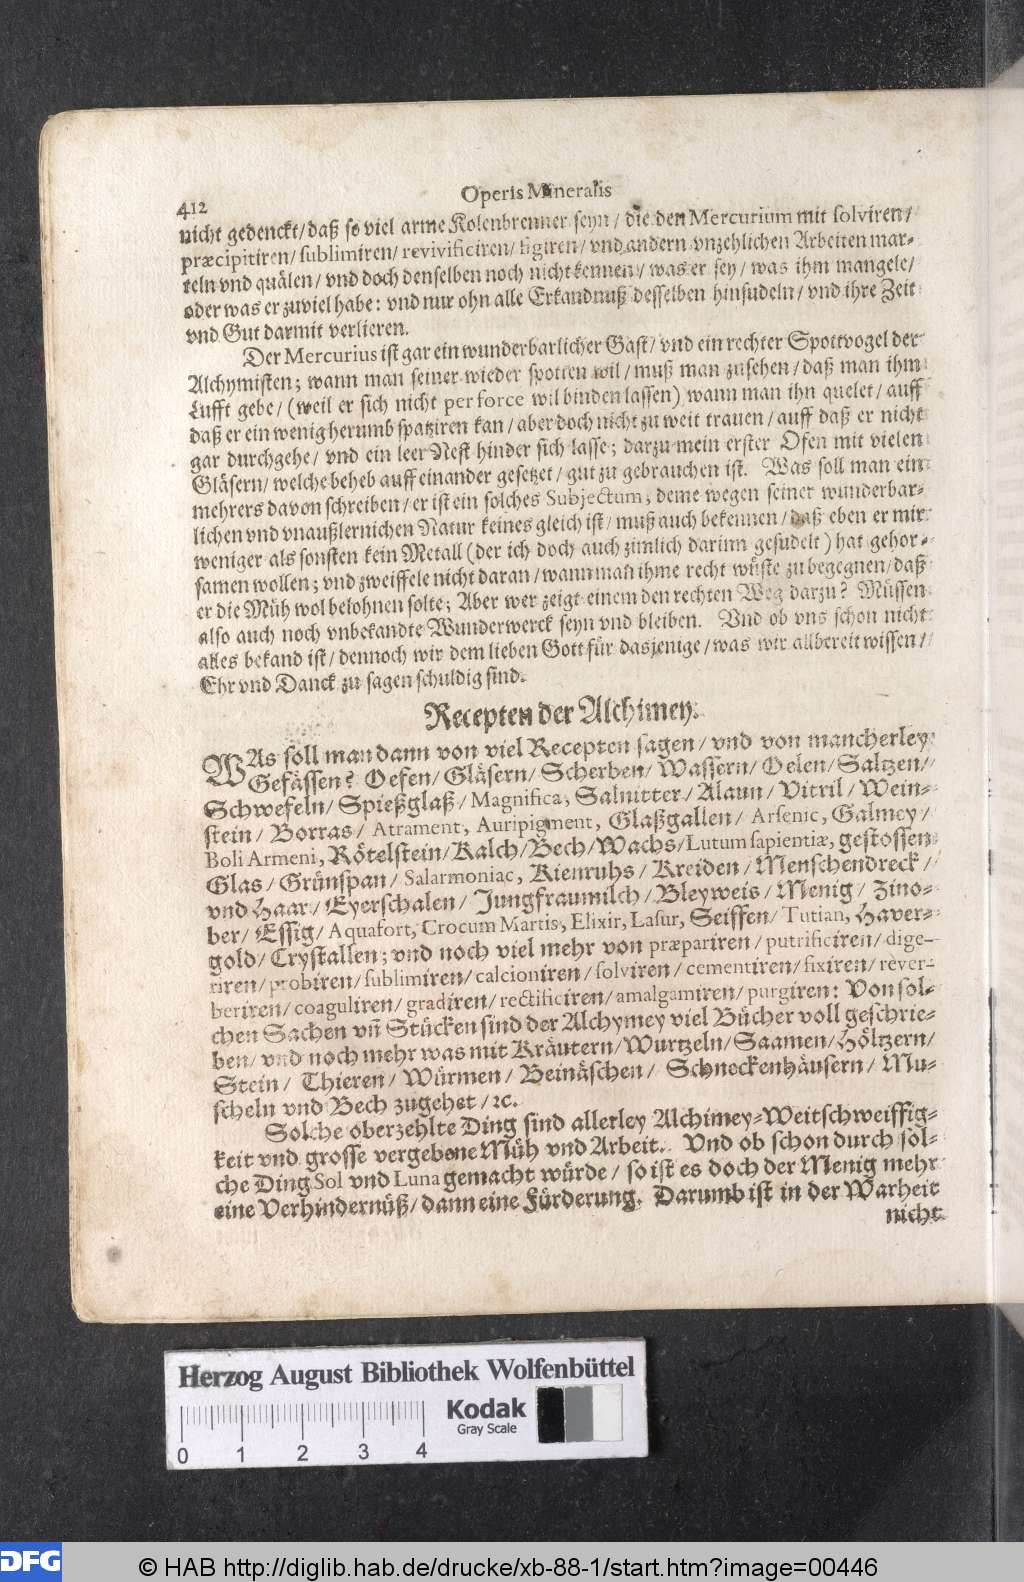 412
Operis Mineralis
nicht gedenckt/ daß so viel arme Kolenbrenner seyn/ die den Mercurium mit solviren/
præcipitiren/ sublimiren/ revivificiren/ figiren/ vnd andern vnzehlichen Arbeiten mar-
teln vnd quälen/ vnd doch denselben noch nicht kennen/ was er sey/ was ihm mangele/
oder was er zuviel habe: vnd nur ohn alle Erkandnuß desselben hinsudeln/ vnd ihre Zeit
vnd Gut darmit verlieren.
Der Mercurius ist gar ein wunderbarlicher Gast/ vnd ein rechter Spottvogel der
Alchymisten; wann man seiner wieder spotten wil/ muß man zusehen/ daß man ihm
Lufft gebe/ (weil er sich nicht per force wil binden lassen) wann man ihn quelet/ auff
daß er ein wenig herumb spatziren kan/ aber doch nicht zu weit trauen/ auff daß er nicht
gar durchgehe/ vnd ein leer Nest hinder sich lasse; darzu mein erster Ofen mit vielen
Gläsern/ welche beheb auff einander gesetzet/ gut zu gebrauchen ist. Was soll man ein
mehrers davon schreiben/ er ist ein solches Subjectum, deme wegen seiner wunderbar-
lichen vnd vnaußlernichen Natur keines gleich ist/ muß auch bekennen/ daß eben er mir
weniger als sonsten kein Metall (der ich doch auch zimlich darinn gesudelt) hat gehor-
samen wollen; vnd zweiffele nicht daran/ wann man ihme recht wüste zu begegnen/ daß
er die Müh wol belohnen solte; Aber wer zeigt einem den rechten Weg darzu? Müssen
also auch noch vnbekandte Wunderwerck seyn vnd bleiben. Vnd ob vns schon nicht
alles bekand ist/ dennoch wir dem lieben Gott für dasjenige/ was wir allbereit wissen/
Ehr vnd Danck zu sagen schuldig sind.
Recepten der Alchimey.
WAs soll man dann von viel Recepten sagen/ vnd von mancherley
Gefässen? Oefen/ Gläsern/ Scherben/ Wassern/ Oelen/ Saltzen/
Schwefeln/ Spießglaß/ Magnifica, Salnitter/ Alaun/ Vitril/ Wein-
stein/ Borras/ Atrament, Auripigment, Glaßgallen/ Arsenic, Galmey/
Boli Armeni, Rötelstein/ Kalch/ Bech/ Wachs/ Lutum sapientiæ, gestossen
Glas/ Grünspan/ Salarmoniac, Kienruhs/ Kreiden/ Menschendreck/
vnd Haar/ Eyerschalen/ Jungfraumilch/ Bleyweis/ Menig/ Zino-
ber/ Essig/ Aquafort, Crocum Martis, Elixir, Lasur, Seiffen/ Tutian, Haver-
gold/ Crystallen; vnd noch viel mehr von præpariren/ putrificiren/ dige-
riren/ probiren/ sublimiren/ calcioniren/ solviren/ cementiren/ fixiren/ rever-
beriren/ coaguliren/ gradiren/ rectificiren/ amalgamiren/ purgiren: Von sol-
chen Sachen vn̄ Stücken sind der Alchymey viel Bücher voll geschrie-
ben/ vnd noch mehr was mit Kräutern/ Wurtzeln/ Saamen/ Höltzern/
Stein/ Thieren/ Würmen/ Beinäschen/ Schneckenhäusern/ Mu-
scheln vnd Bech zugehet/ ꝛc.
Solche oberzehlte Ding sind allerley Alchimey-Weitschweiffig-
keit vnd grosse vergebene Müh vnd Arbeit. Vnd ob schon durch sol-
che Ding Sol vnd Luna gemacht würde/ so ist es doch der Menig mehr
eine Verhindernüß/ dann eine Fürderung. Darumb ist in der Warheit
nicht
Herzog August Bibliothek Wolfenbüttel
Kodak
Gray Scale
0 1 2 3 4
DFG
© HAB http://diglib.hab.de/drucke/xb-88-1/start.htm?image=00446